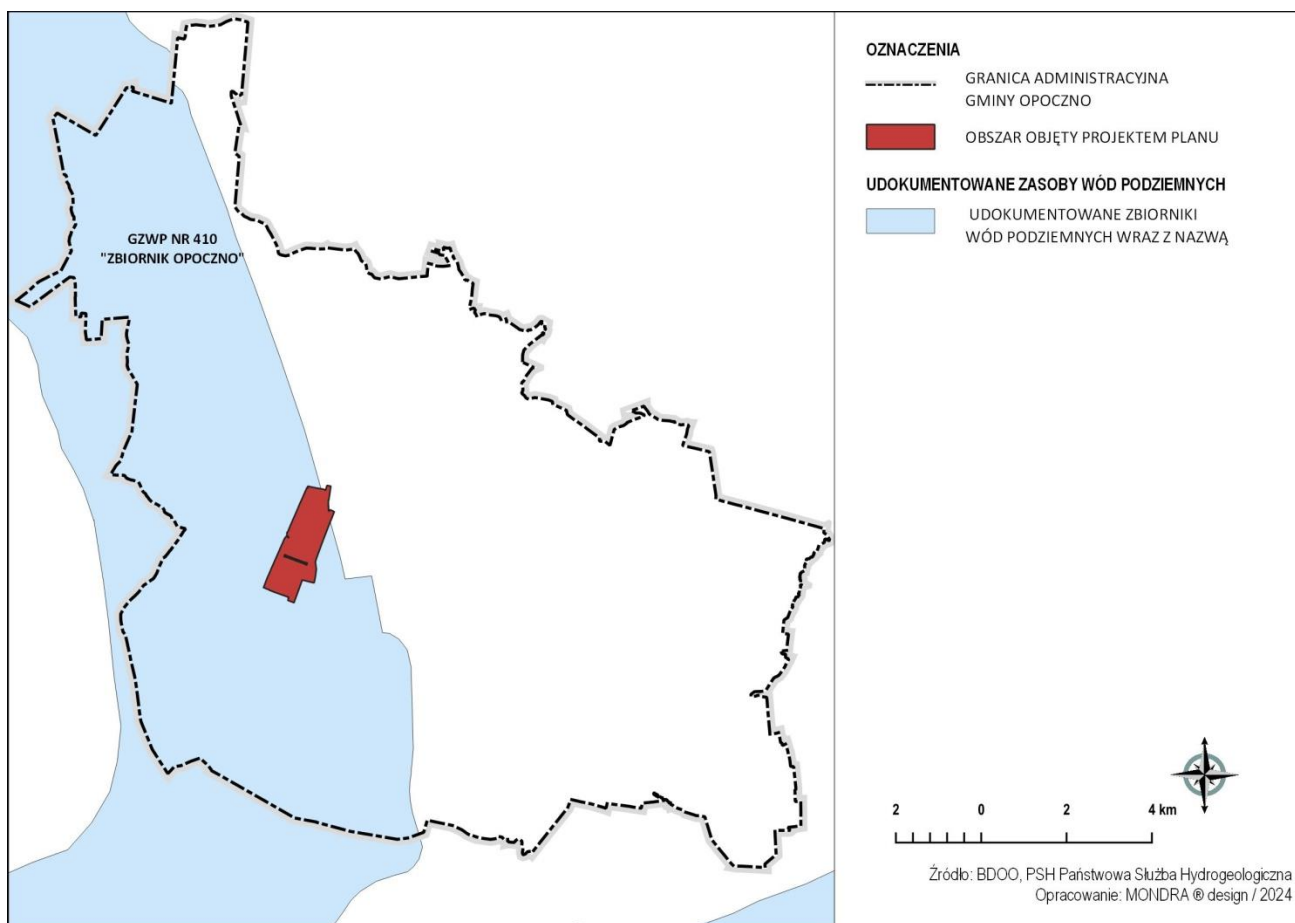 GZWP NR 410
"ZBIORNIK OPOCZNO"
OZNACZENIA
GRANICA ADMINISTRACYJNA
GMINY OPOCZNO
OBSZAR OBJĘTY PROJEKTEM PLANU
UDOKUMENTOWANE ZASOBY WÓD PODZIEMNYCH
UDOKUMENTOWANE ZBIORNIKI
WÓD PODZIEMNYCH WRAZ Z NAZWĄ
2 0 2 4 km
Źródło: BDOO, PSH Państwowa Służba Hydrogeologiczna
Opracowanie: MONDRA ® design / 2024